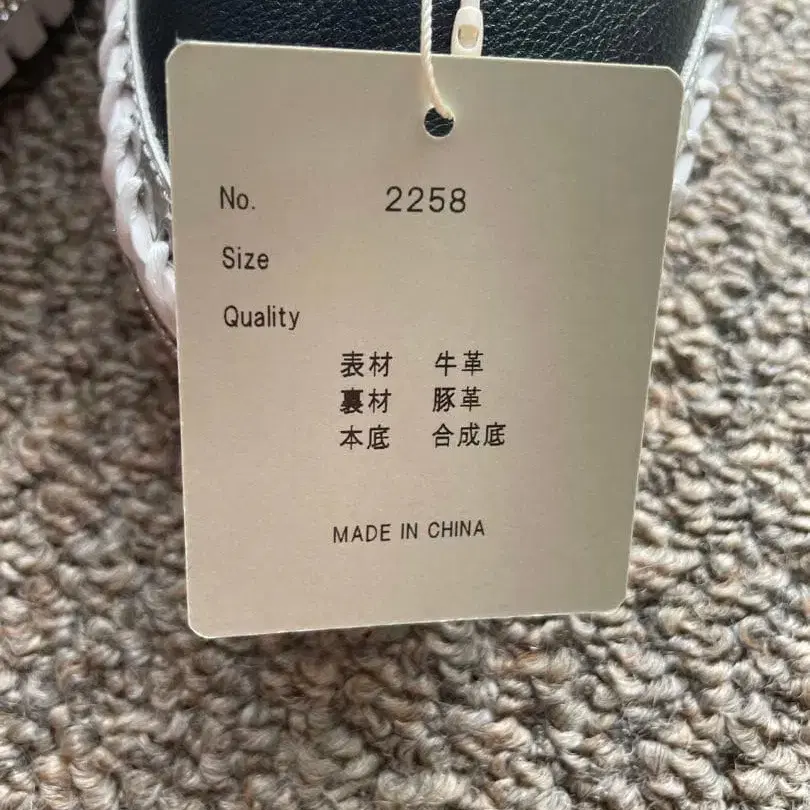 No. 2258
Size
Quality
表材 牛革
裏材 豚革
本底 合成底
MADE IN CHINA